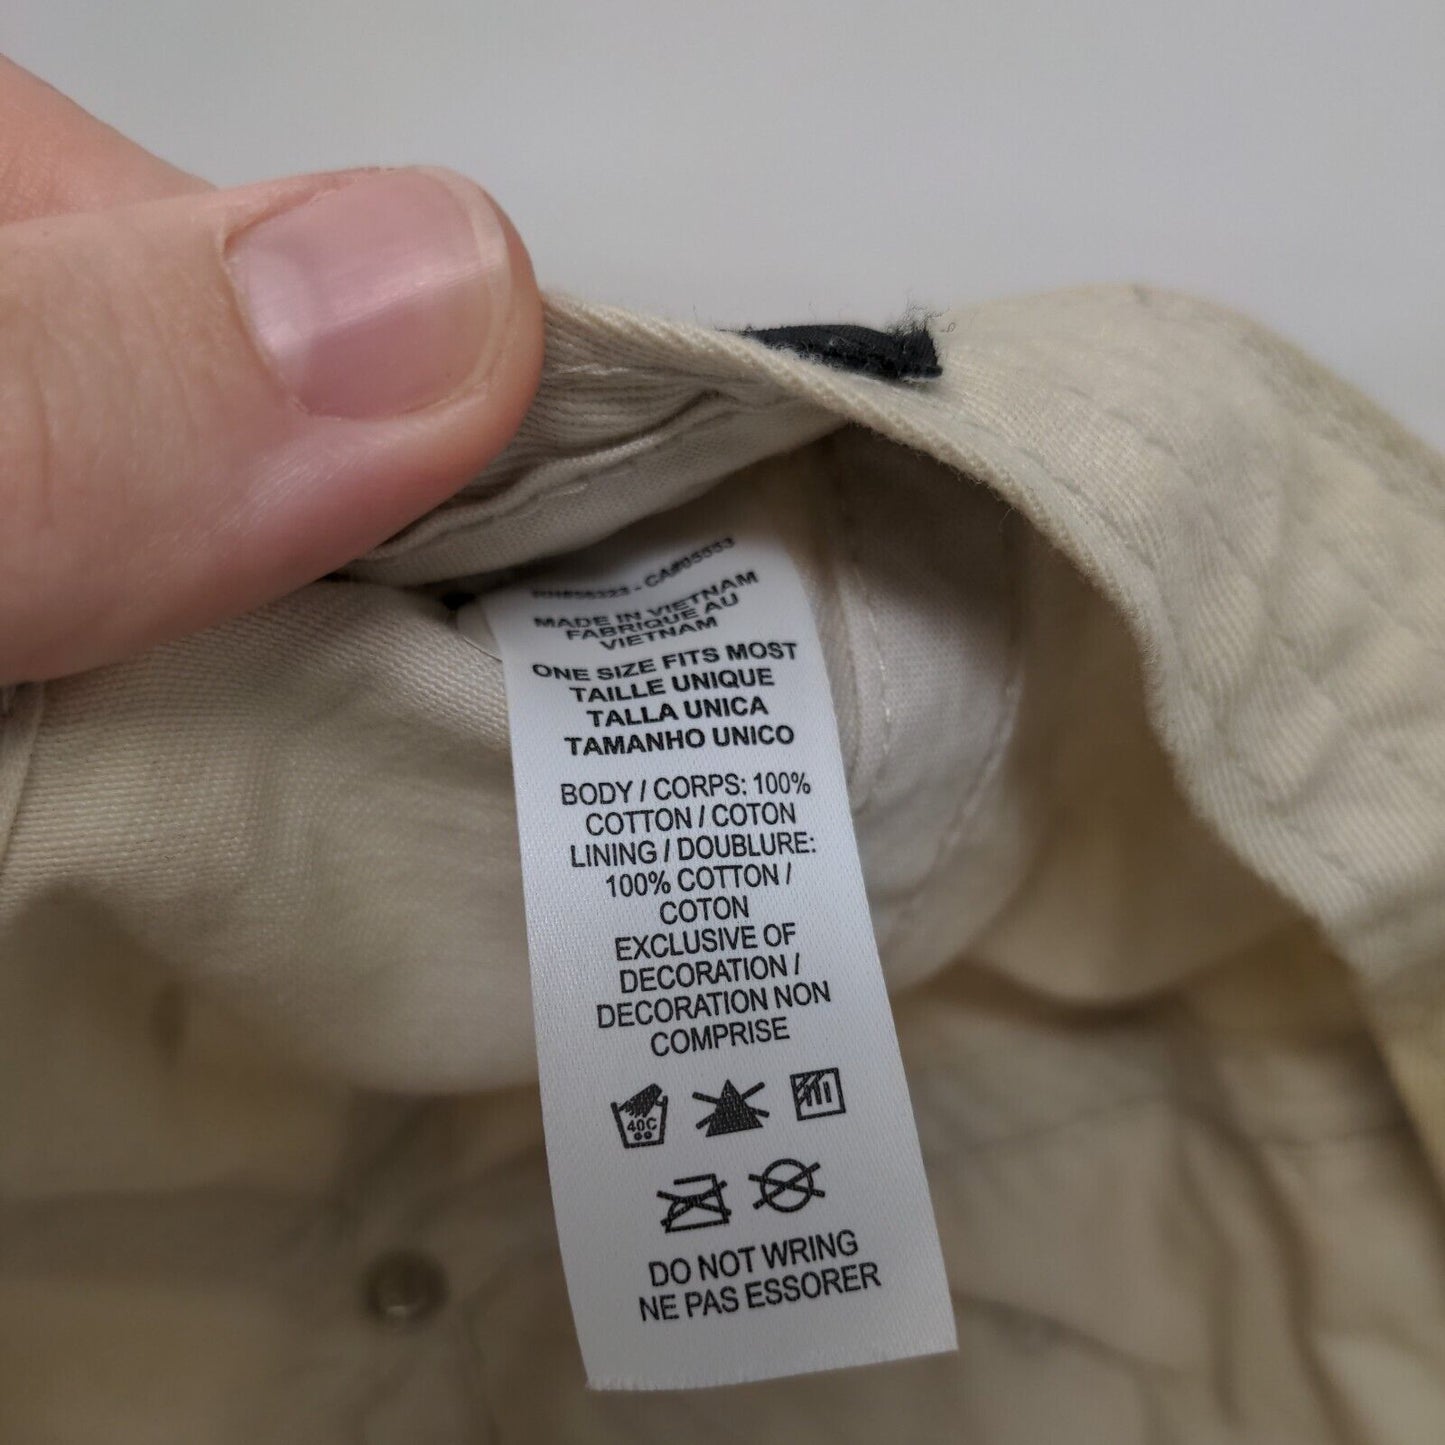 CA#05553
MADE IN VIETNAM
FABRIQUE AU
VIETNAM
ONE SIZE FITS MOST
TAILLE UNIQUE
TALLA UNICA
TAMANHO UNICO
BODY / CORPS: 100%
COTTON / COTON
LINING / DOUBLURE:
100% COTTON /
COTON
EXCLUSIVE OF
DECORATION /
DECORATION NON
COMPRISE
40C
DO NOT WRING
NE PAS ESSORER